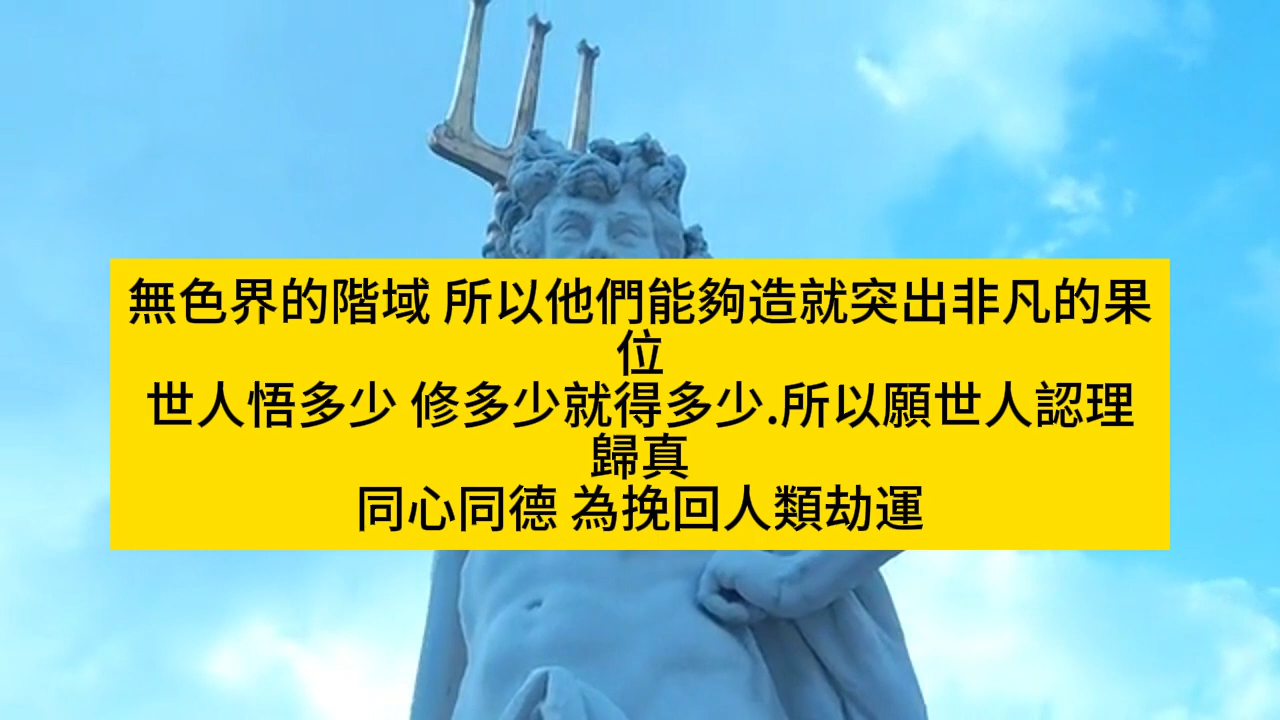 無色界的階域 所以他們能夠造就突出非凡的果
位
世人悟多少 修多少就得多少.所以願世人認理
歸真
同心同德 為挽回人類劫運